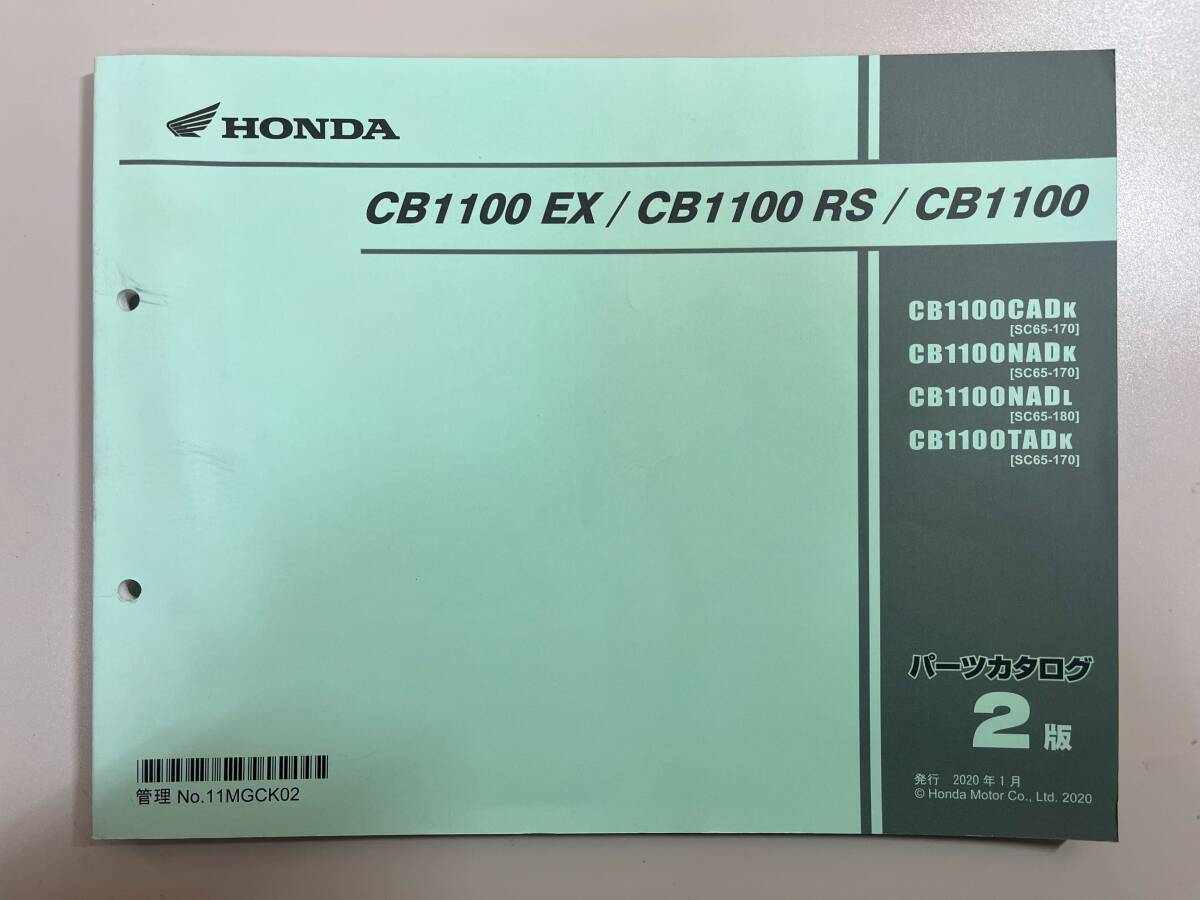 HONDA
CB1100 EX / CB1100 RS / CB1100
CB1100CADK
[SC65-170]
CB1100NADK
[SC65-170]
CB1100NADL
[SC65-180]
CB1100TADK
[SC65-170]
パーツカタログ
2版
発行 2020年1月
© Honda Motor Co., Ltd. 2020
管理 No.11MGCK02